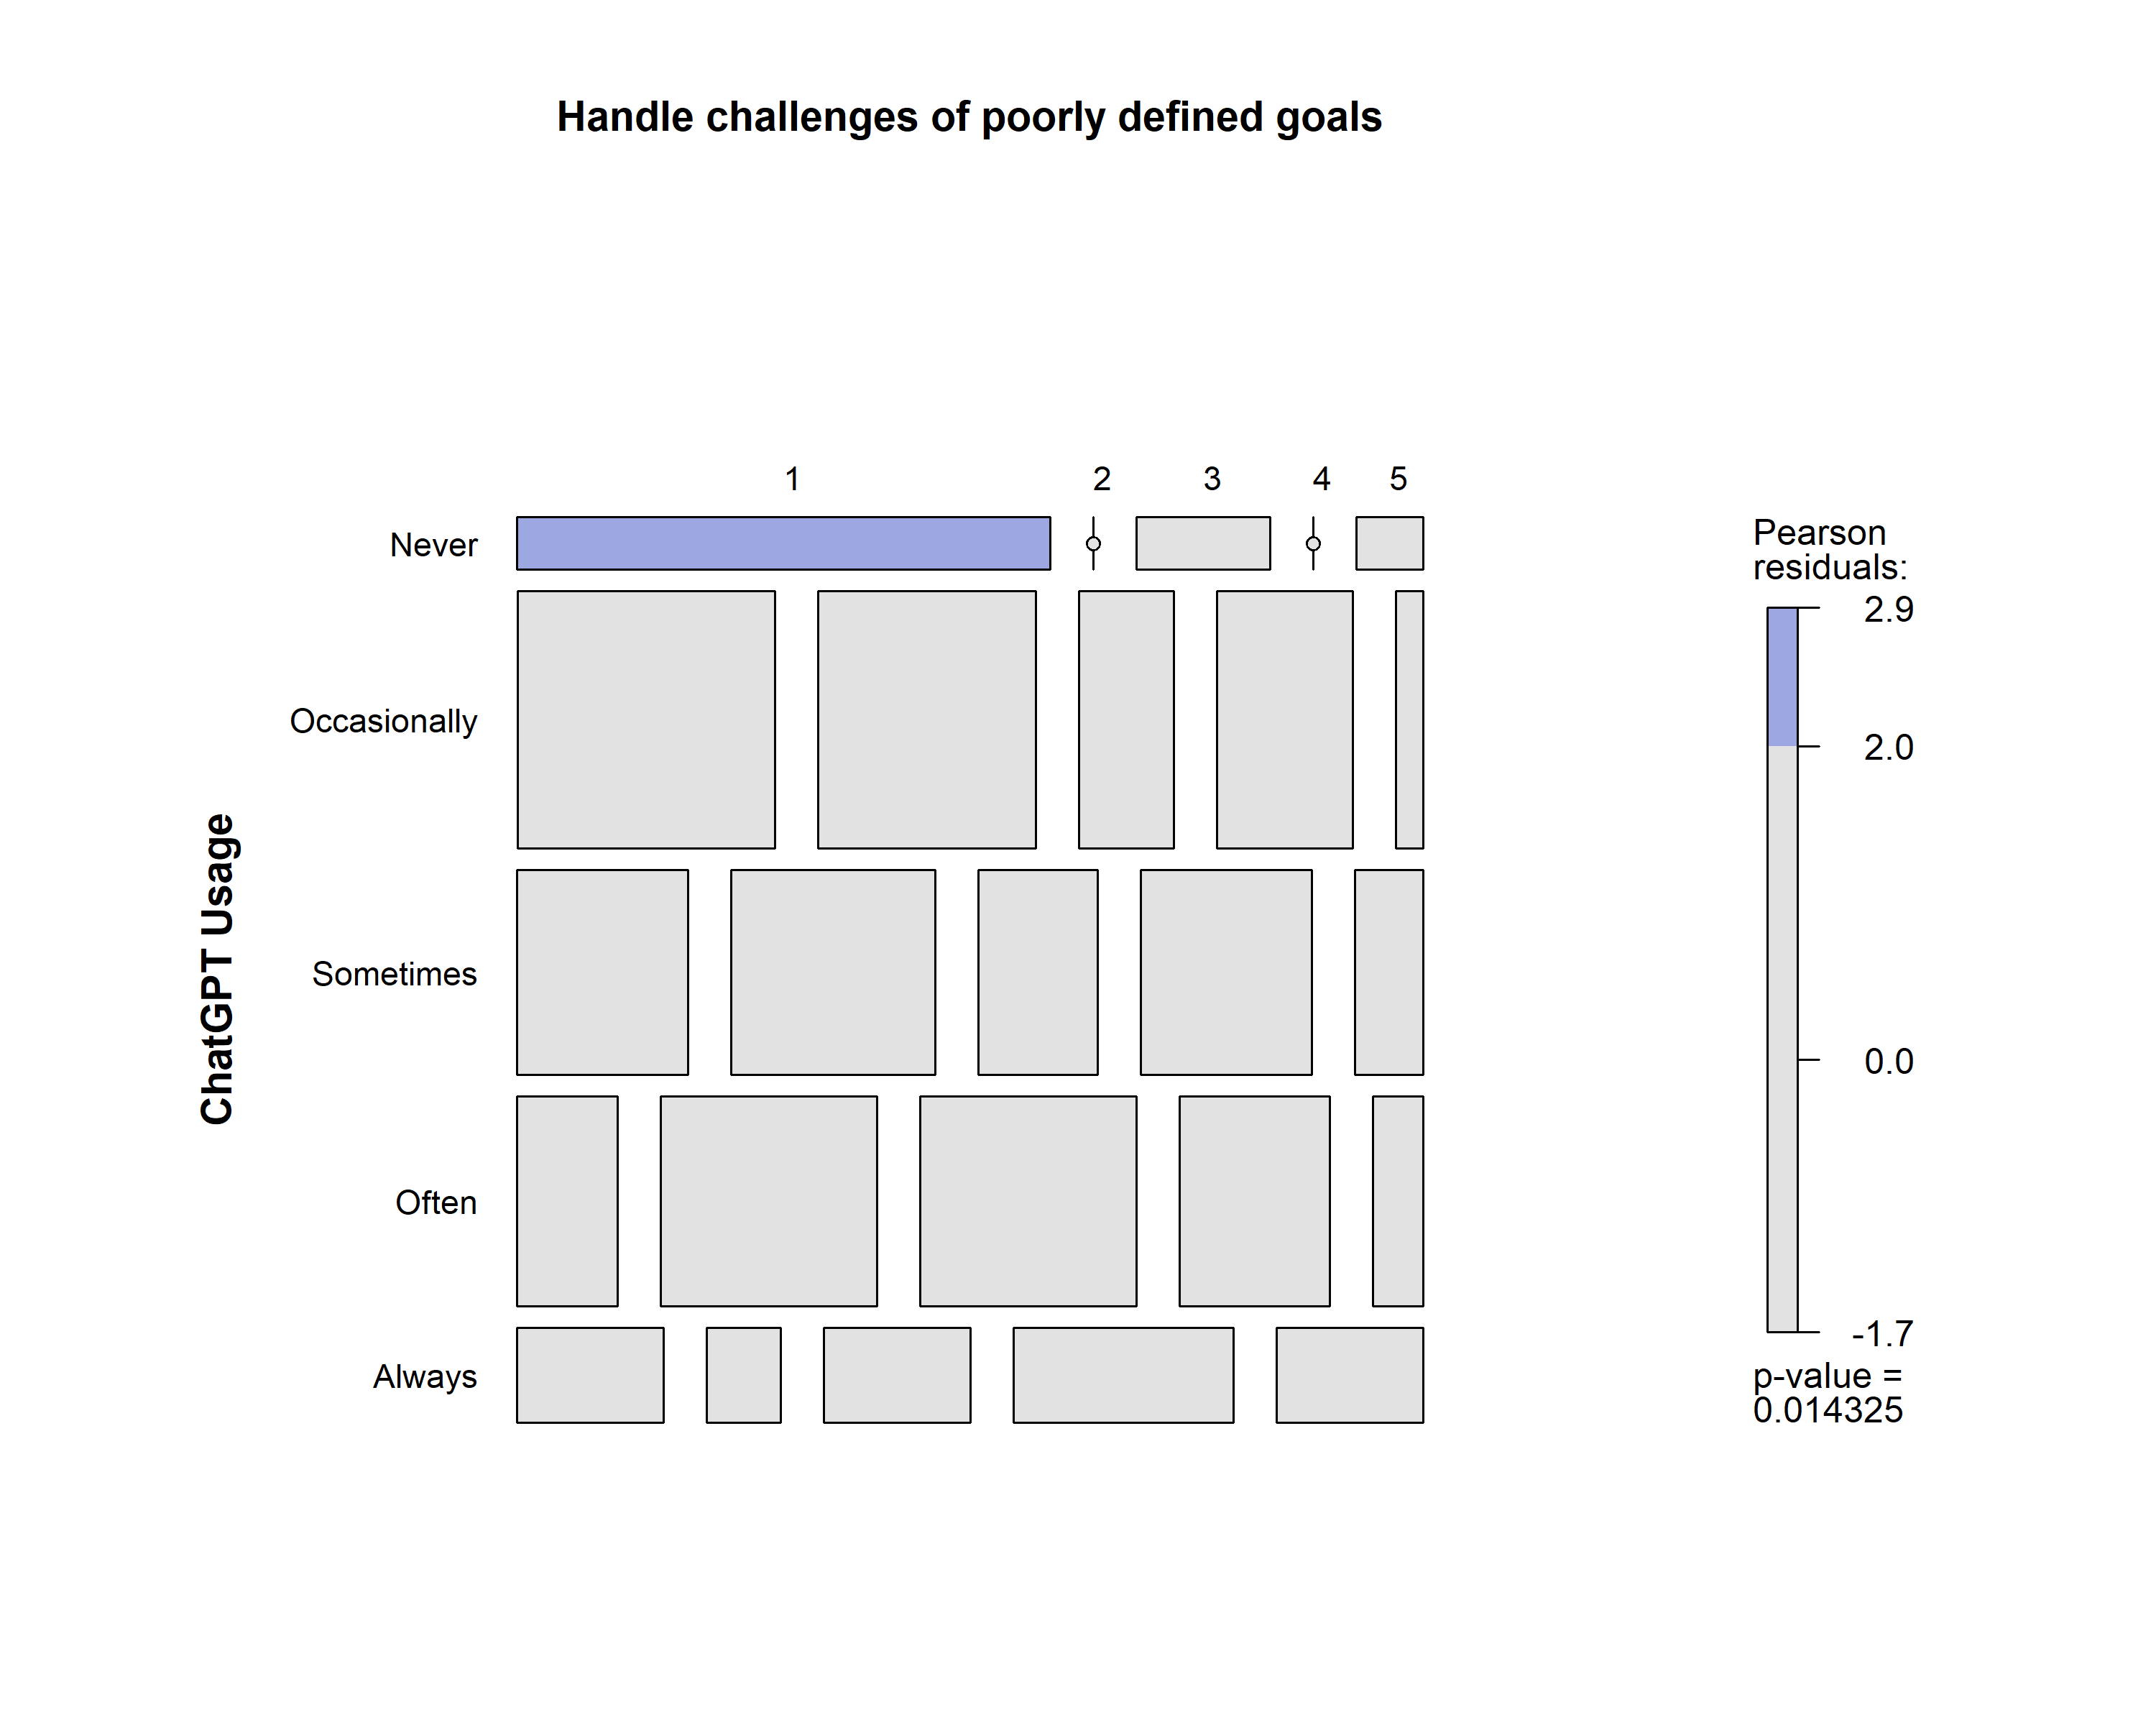 Handle challenges of poorly defined goals
1 2 3 4 5
Never
Occasionally
Sometimes
Often
Always
ChatGPT Usage
Pearson
residuals:
2.9
2.0
0.0
-1.7
p-value =
0.014325